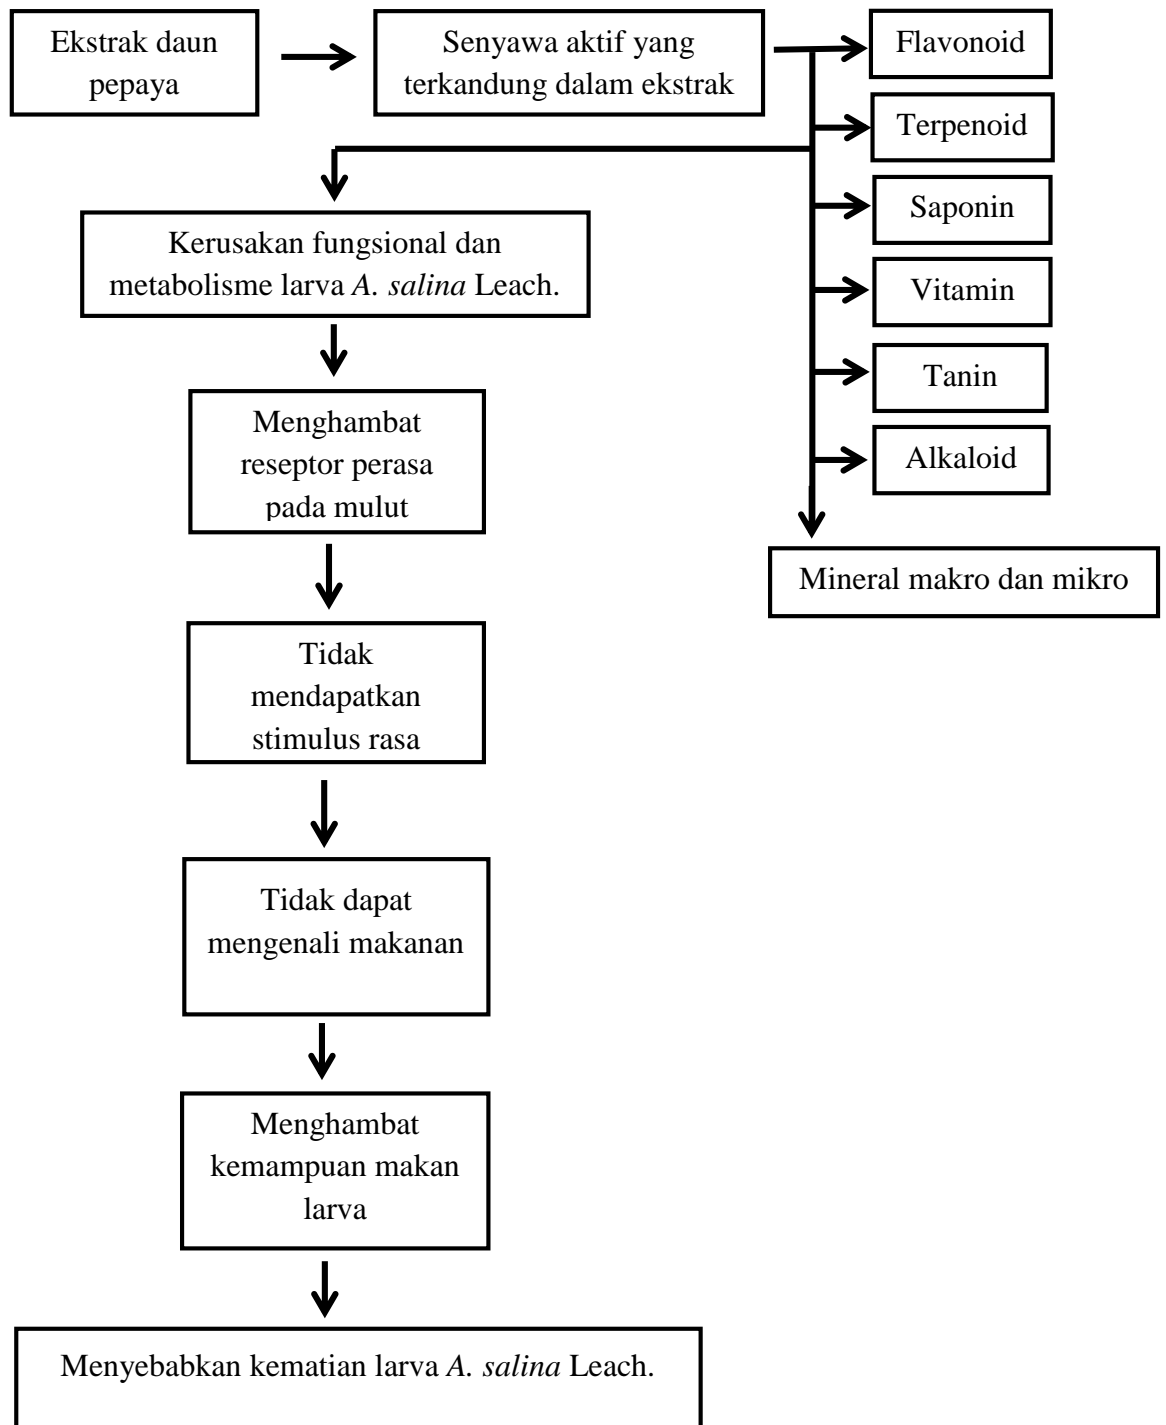 Ekstrak daun
pepaya
Senyawa aktif yang
terkandung dalam ekstrak
Flavonoid
Terpenoid
Saponin
Vitamin
Tanin
Alkaloid
Mineral makro dan mikro
Kerusakan fungsional dan
metabolisme larva A. salina Leach.
Menghambat
reseptor perasa
pada mulut
Tidak
mendapatkan
stimulus rasa
Tidak dapat
mengenali makanan
Menghambat
kemampuan makan
larva
Menyebabkan kematian larva A. salina Leach.